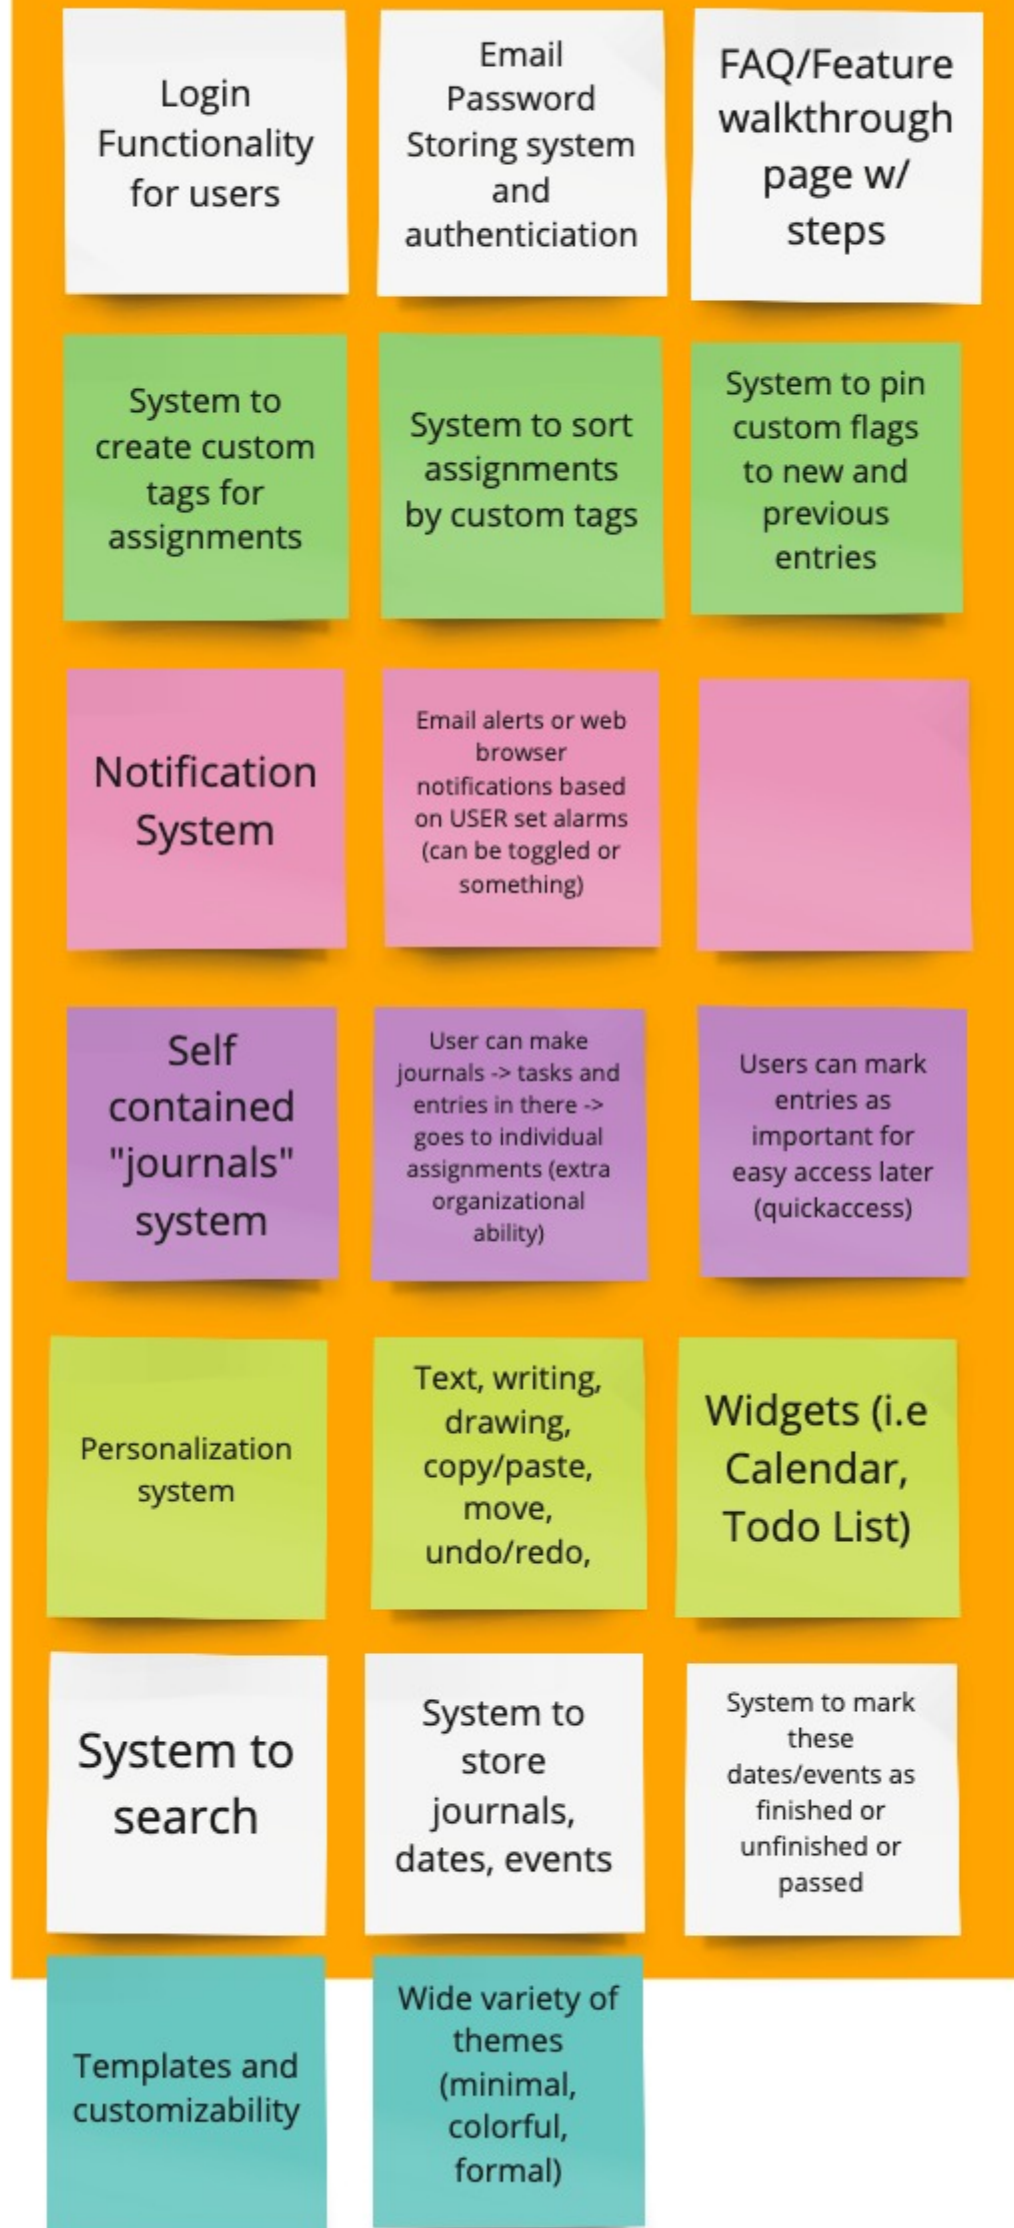 Login
Functionality
for users
Email
Password
Storing system
and
authenticiation
FAQ/Feature
walkthrough
page w/
steps
System to
create custom
tags for
assignments
System to sort
assignments
by custom tags
System to pin
custom flags
to new and
previous
entries
Notification
System
Email alerts or web
browser
notifications based
on USER set alarms
(can be toggled or
something)
Self
contained
"journals"
system
User can make
journals -> tasks and
entries in there ->
goes to individual
assignments (extra
organizational
ability)
Users can mark
entries as
important for
easy access later
(quickaccess)
Personalization
system
Text, writing,
drawing,
copy/paste,
move,
undo/redo,
Widgets (i.e
Calendar,
Todo List)
System to
search
System to
store
journals,
dates, events
System to mark
these
dates/events as
finished or
unfinished or
passed
Templates and
customizability
Wide variety of
themes
(minimal,
colorful,
formal)